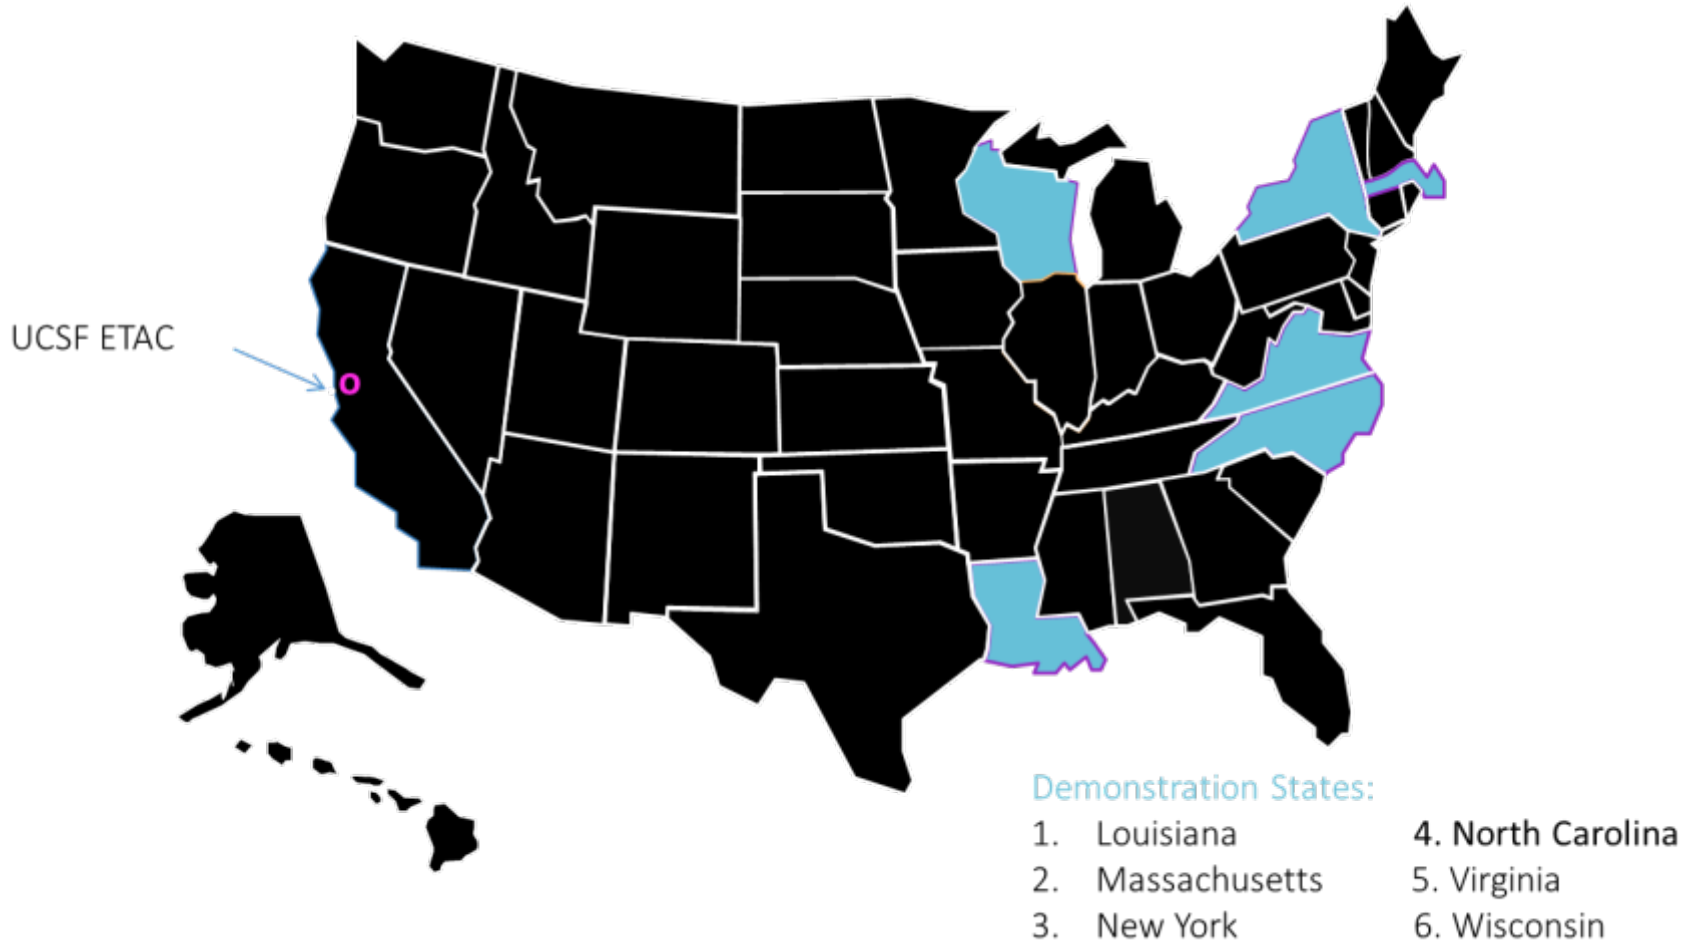 UCSF ETAC
O
Demonstration States:
1. Louisiana
2. Massachusetts
3. New York
4. North Carolina
5. Virginia
6. Wisconsin